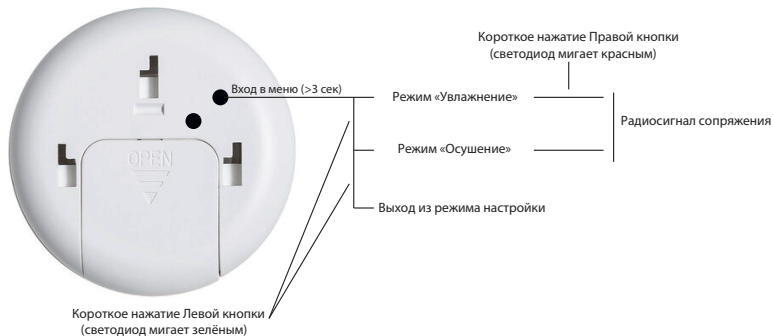 Короткое нажатие Правой кнопки
(светодиод мигает красным)
Вход в меню (>3 сек)
Режим «Увлажнение»
Радиосигнал сопряжения
OPEN
Режим «Осушение»
Выход из режима настройки
Короткое нажатие Левой кнопки
(светодиод мигает зелёным)